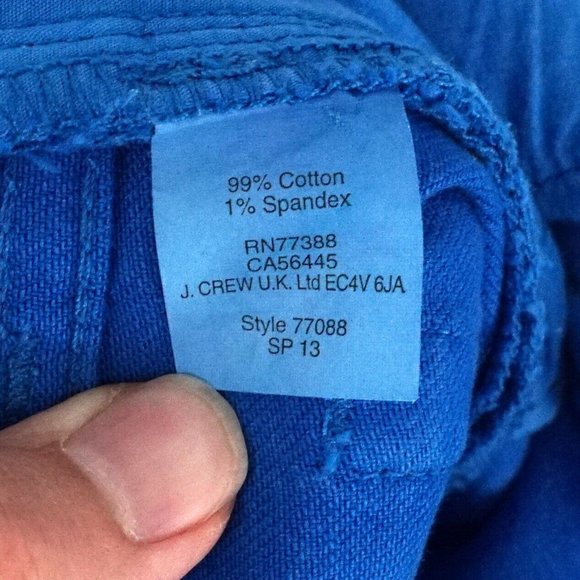 99% Cotton
1% Spandex
RN77388
CA56445
J. CREW U.K. Ltd EC4V 6JA
Style 77088
SP 13